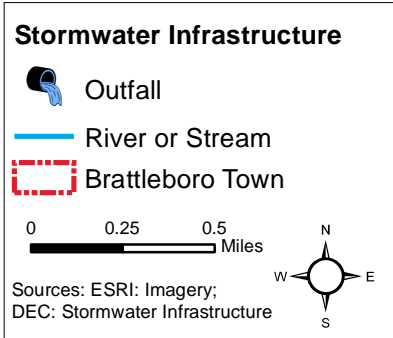 Stormwater Infrastructure
Outfall
River or Stream
Brattleboro Town
0 0.25 0.5
Miles
N
W E
S
Sources: ESRI: Imagery;
DEC: Stormwater Infrastructure